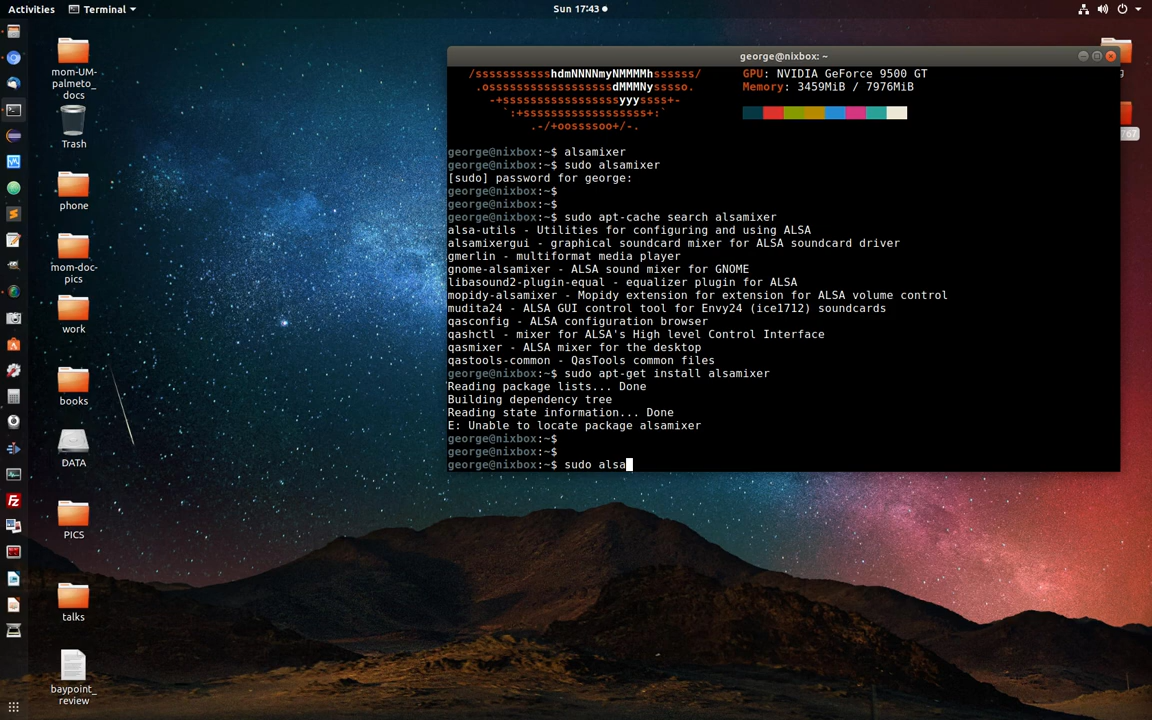 Activities
Terminal
Sun 17:43
mom-UM-
palmeto_
docs
Trash
phone
mom-doc-
pics
work
books
DATA
PICS
talks
baypoint_
review
george@nixbox: ~
/sssssssssssshdmNNNNmyNMMMMhssssss/
.ossssssssssssssssssdMMMNysssso.
-+sssssssssssssssssyyyssss+-
`:+ssssssssssssssssss+:`
.-/+oossssoo+/-.
GPU: NVIDIA GeForce 9500 GT
Memory: 3459MiB / 7976MiB
george@nixbox:~$ alsamixer
george@nixbox:~$ sudo alsamixer
[sudo] password for george:
george@nixbox:~$
george@nixbox:~$
george@nixbox:~$ sudo apt-cache search alsamixer
alsa-utils - Utilities for configuring and using ALSA
alsamixergui - graphical soundcard mixer for ALSA soundcard driver
gmerlin - multiformat media player
gnome-alsamixer - ALSA sound mixer for GNOME
libasound2-plugin-equal - equalizer plugin for ALSA
mopidy-alsamixer - Mopidy extension for extension for ALSA volume control
mudita24 - ALSA GUI control tool for Envy24 (ice1712) soundcards
qasconfig - ALSA configuration browser
qashctl - mixer for ALSA's High level Control Interface
qasmixer - ALSA mixer for the desktop
qastools-common - QasTools common files
george@nixbox:~$ sudo apt-get install alsamixer
Reading package lists... Done
Building dependency tree
Reading state information... Done
E: Unable to locate package alsamixer
george@nixbox:~$
george@nixbox:~$
george@nixbox:~$ sudo alsa